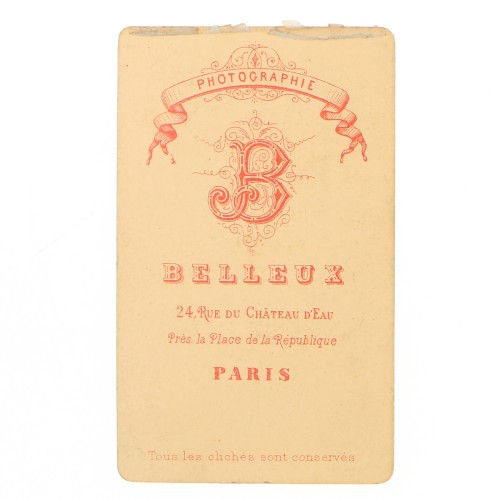 PHOTOGRAPHIE
B
BELLEUX
24, RUE DU CHÂTEAU D'EAU
Près la Place de la République
PARIS
Tous les clichés sont conservés